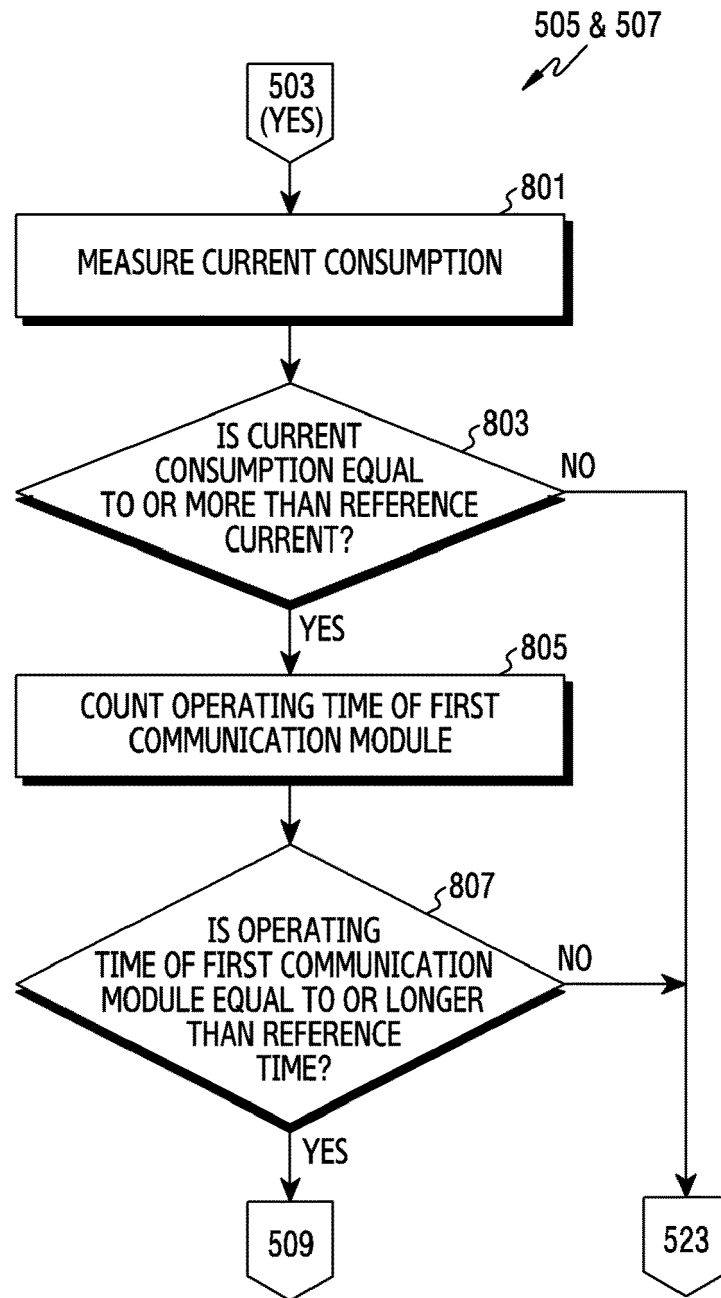 505 & 507
503
(YES)
801
MEASURE CURRENT CONSUMPTION
803
IS CURRENT
CONSUMPTION EQUAL
TO OR MORE THAN REFERENCE
CURRENT?
NO
YES
805
COUNT OPERATING TIME OF FIRST
COMMUNICATION MODULE
807
IS OPERATING
TIME OF FIRST COMMUNICATION
MODULE EQUAL TO OR LONGER
THAN REFERENCE
TIME?
NO
YES
509
523